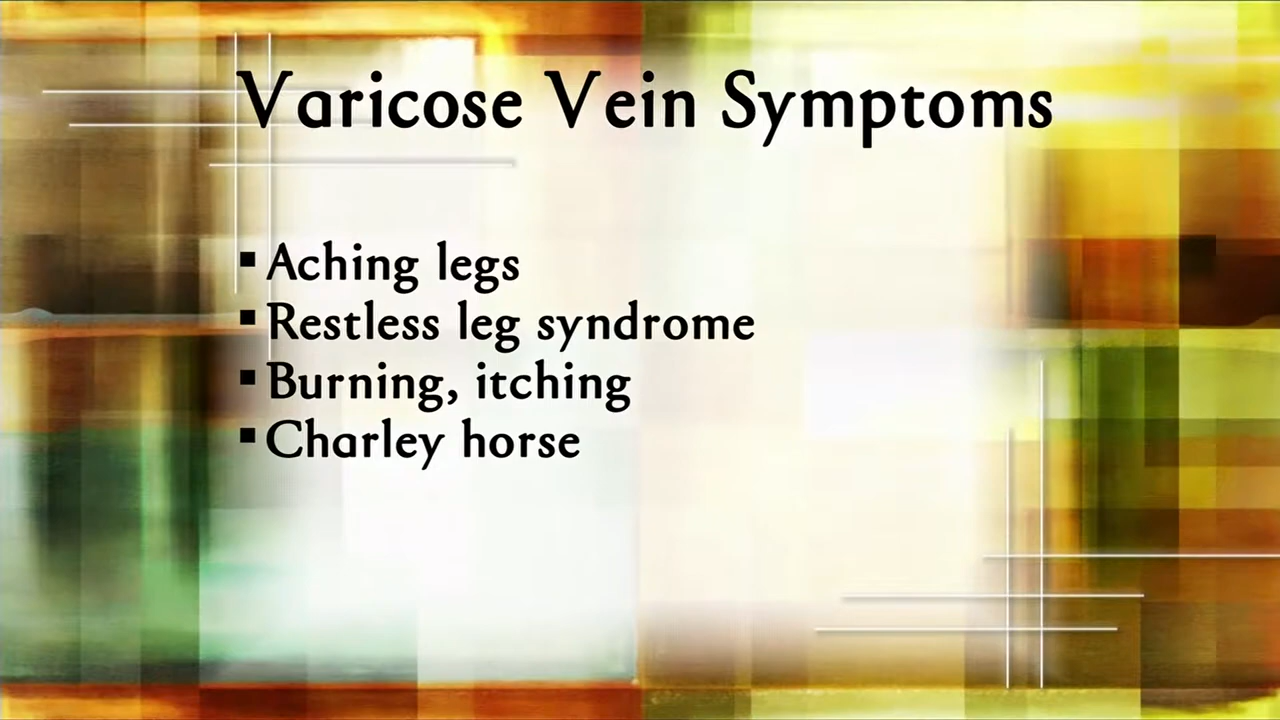 Varicose Vein Symptoms
▪ Aching legs
▪ Restless leg syndrome
▪ Burning, itching
▪ Charley horse